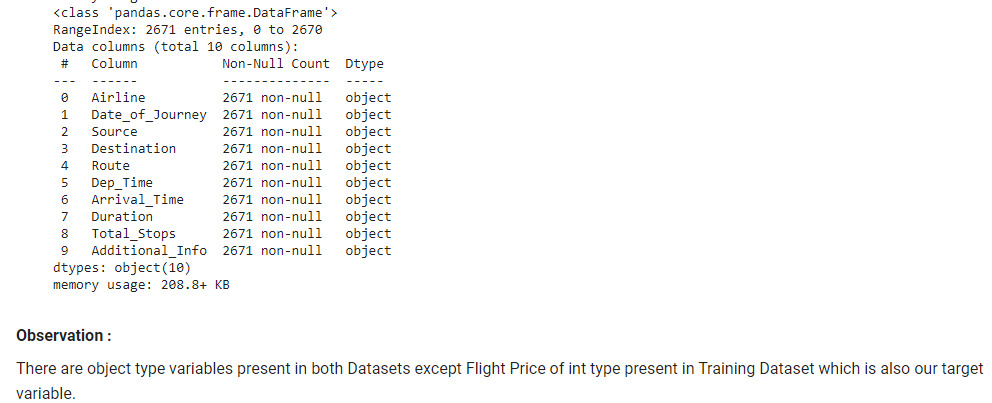 <class 'pandas.core.frame.DataFrame'>
RangeIndex: 2671 entries, 0 to 2670
Data columns (total 10 columns):
 #   Column           Non-Null Count  Dtype
---  ------           --------------  -----
 0   Airline          2671 non-null   object
 1   Date_of_Journey  2671 non-null   object
 2   Source           2671 non-null   object
 3   Destination      2671 non-null   object
 4   Route            2671 non-null   object
 5   Dep_Time         2671 non-null   object
 6   Arrival_Time     2671 non-null   object
 7   Duration         2671 non-null   object
 8   Total_Stops      2671 non-null   object
 9   Additional_Info  2671 non-null   object
dtypes: object(10)
memory usage: 208.8+ KB
Observation :
There are object type variables present in both Datasets except Flight Price of int type present in Training Dataset which is also our target
variable.